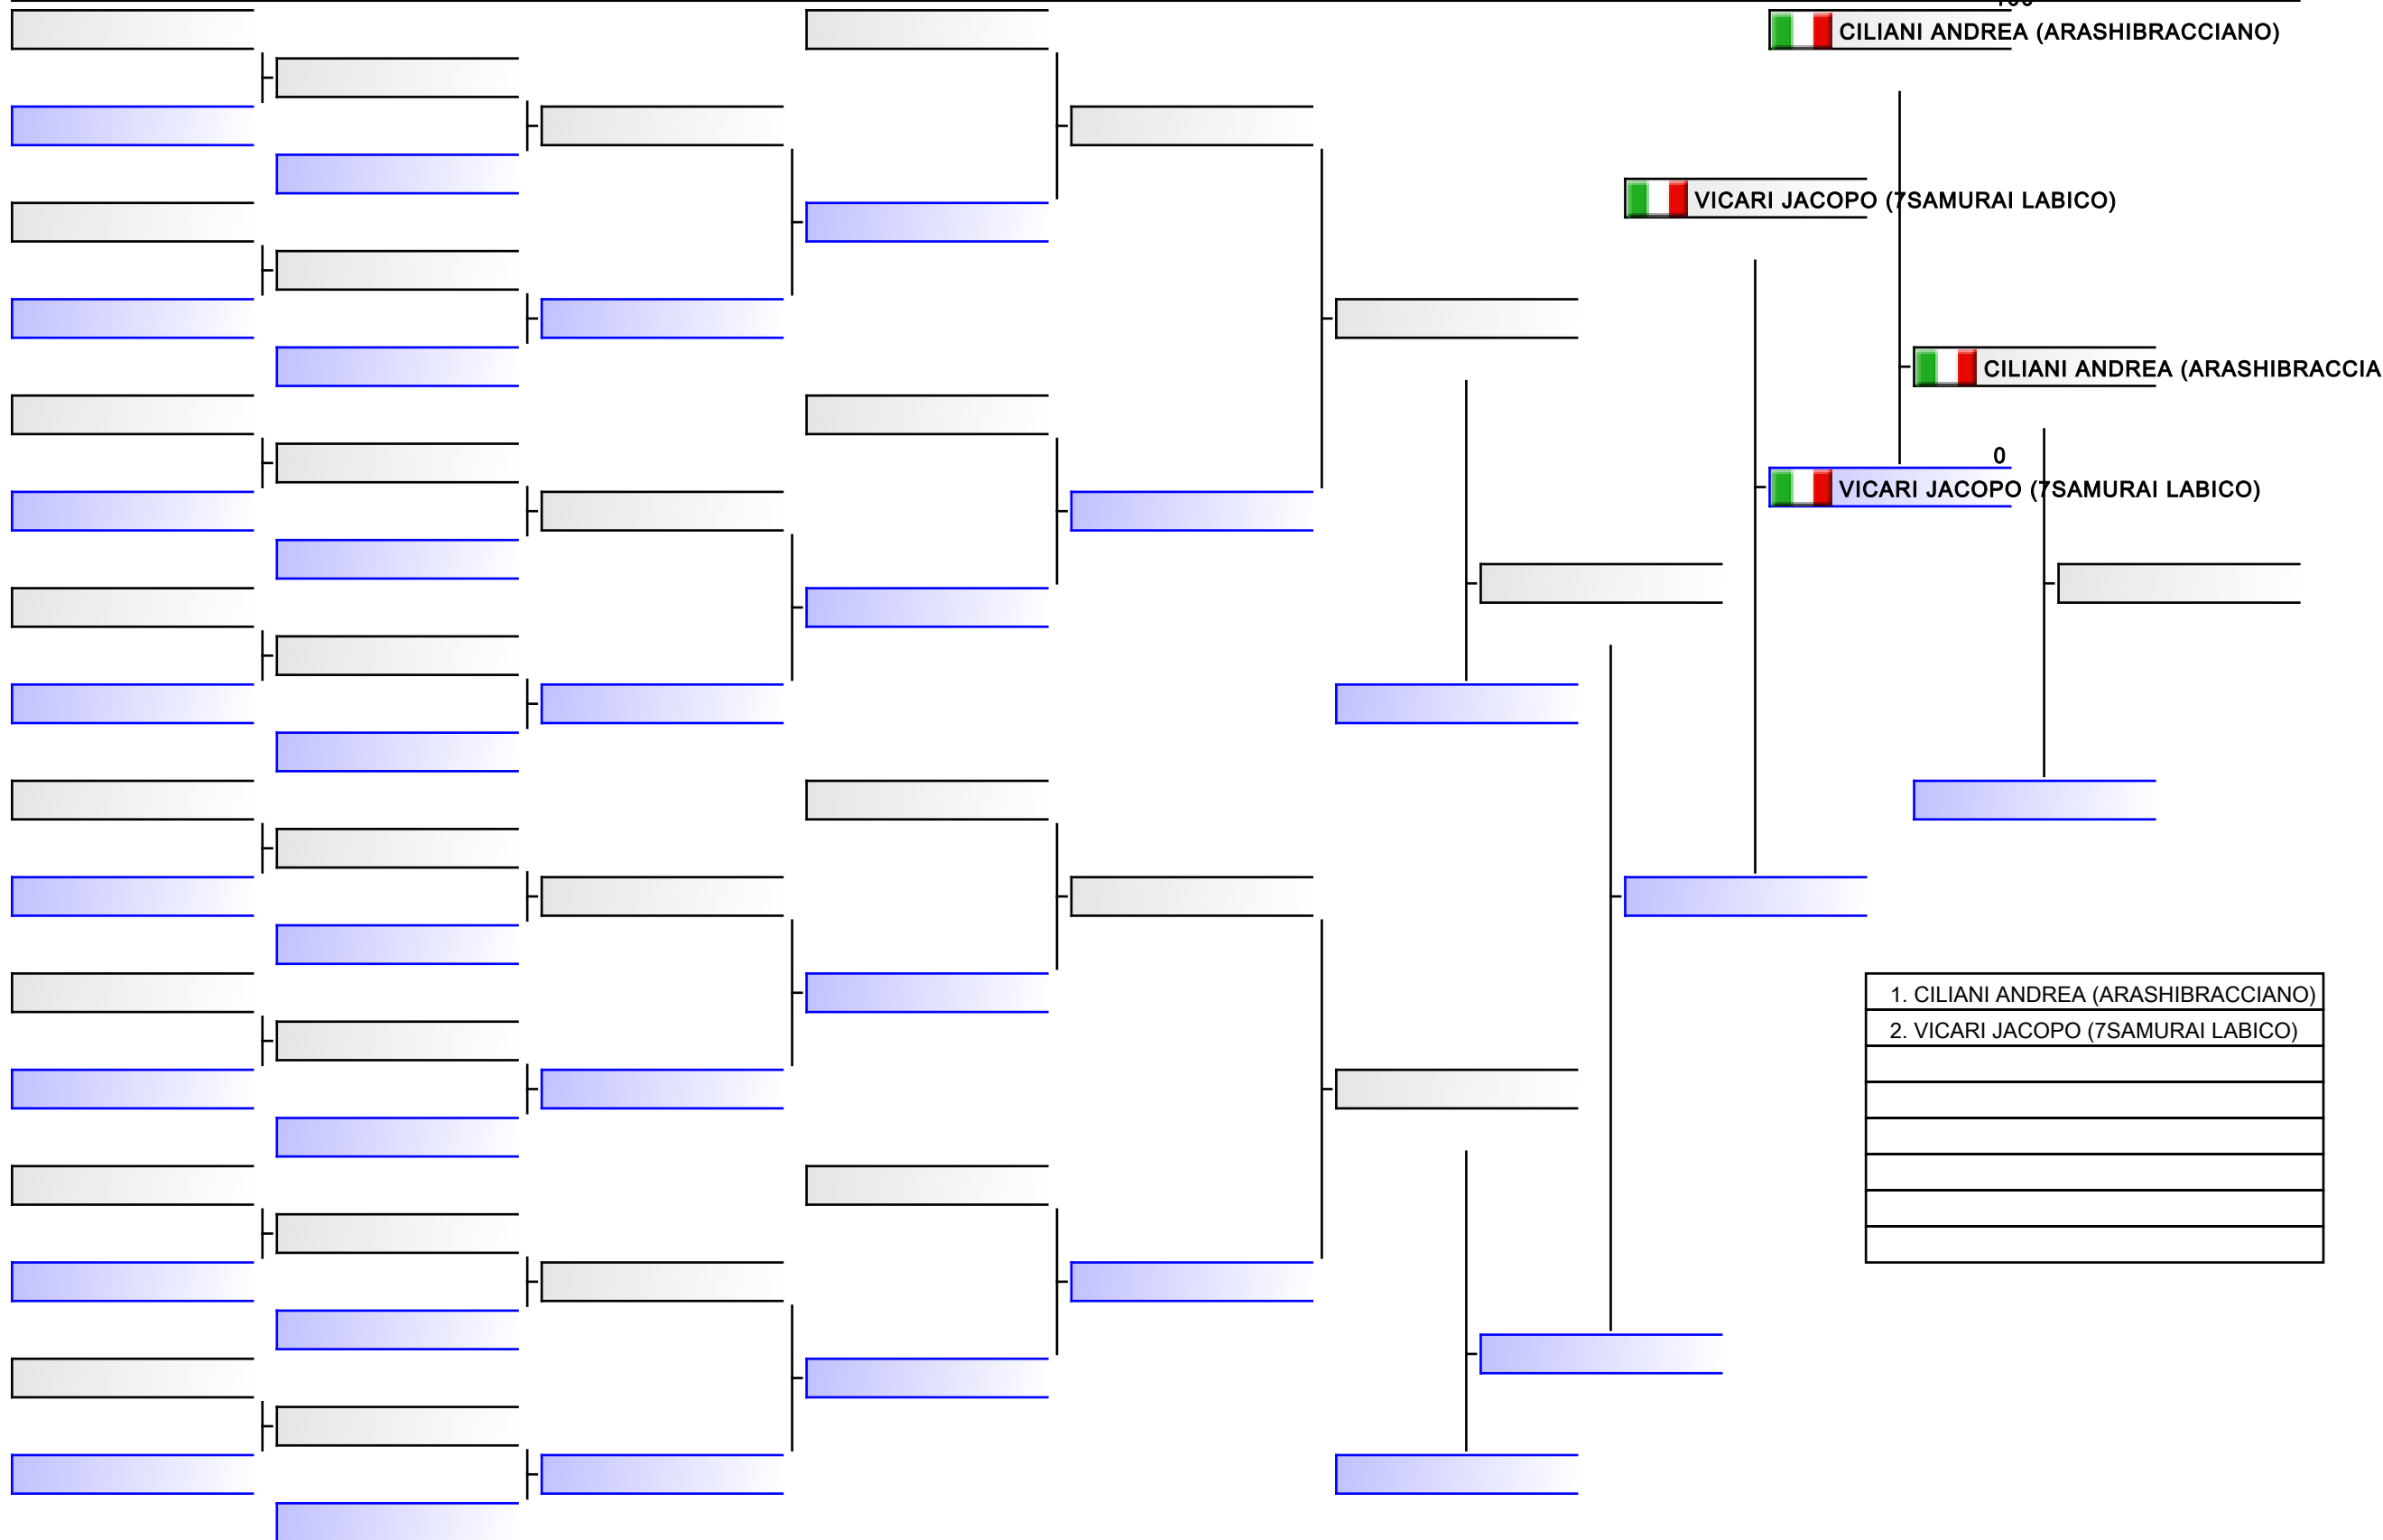 CILIANI ANDREA (ARASHIBRACCIANO)
VICARI JACOPO (7SAMURAI LABICO)
CILIANI ANDREA (ARASHIBRACCIA
0
VICARI JACOPO (7SAMURAI LABICO)
1. CILIANI ANDREA (ARASHIBRACCIANO)
2. VICARI JACOPO (7SAMURAI LABICO)